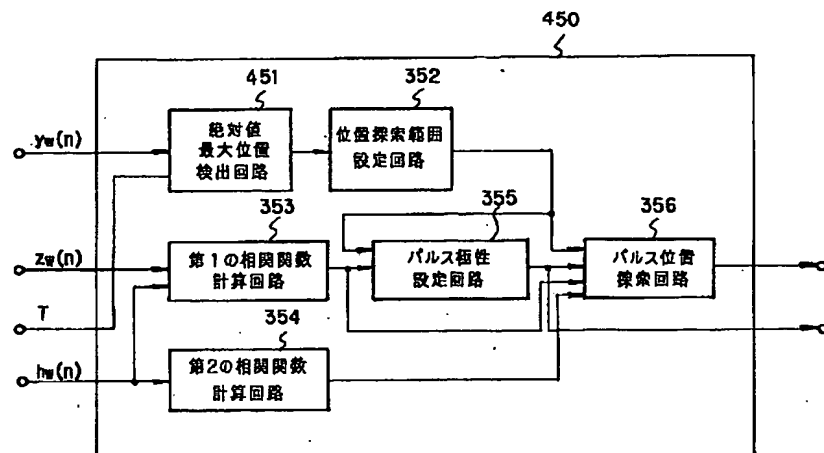 450
451
352
yw(n)
絶対値
最大位置
検出回路
位置探索範囲
設定回路
353
355
356
zw(n)
第1の相関関数
計算回路
パルス極性
設定回路
パルス位置
探索回路
T
354
hw(n)
第2の相関関数
計算回路